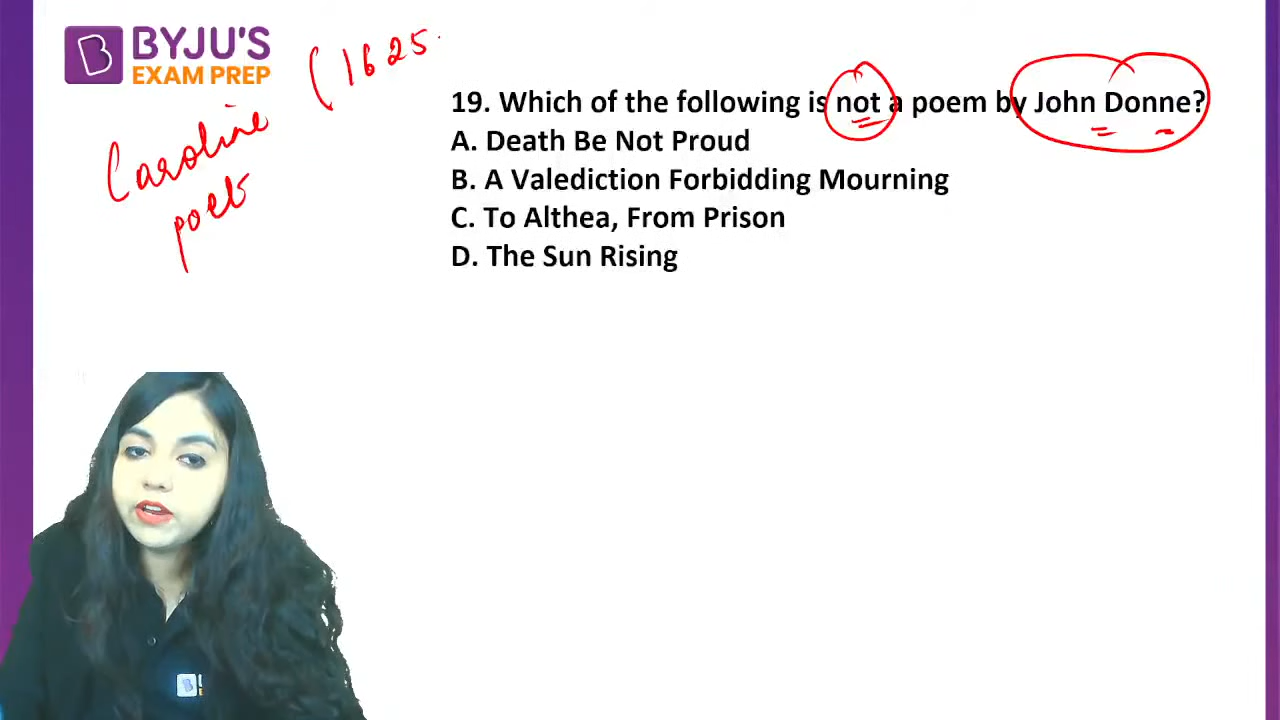 BYJU'S
EXAM PREP
Caroline (1625
poets
19. Which of the following is not a poem by John Donne?
A. Death Be Not Proud
B. A Valediction Forbidding Mourning
C. To Althea, From Prison
D. The Sun Rising